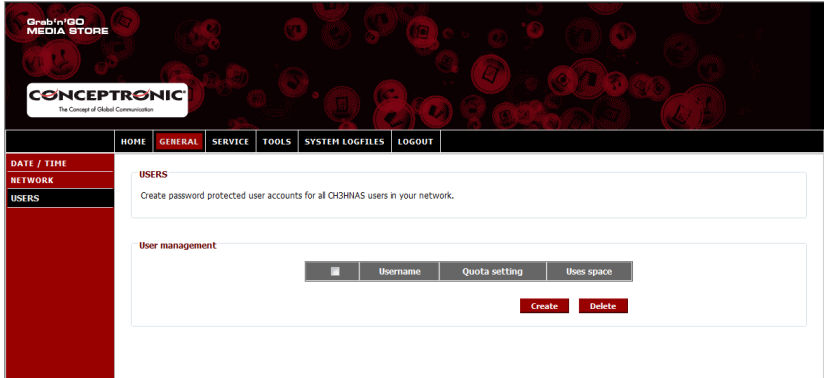 Grab'n'GO
MEDIA STORE
CONCEPTRONIC
The Concept of Global Communication
HOME GENERAL SERVICE TOOLS SYSTEM LOGFILES LOGOUT
DATE / TIME
NETWORK
USERS
USERS
Create password protected user accounts for all CH3HNAS users in your network.
User management
Username Quota setting Uses space
Create Delete